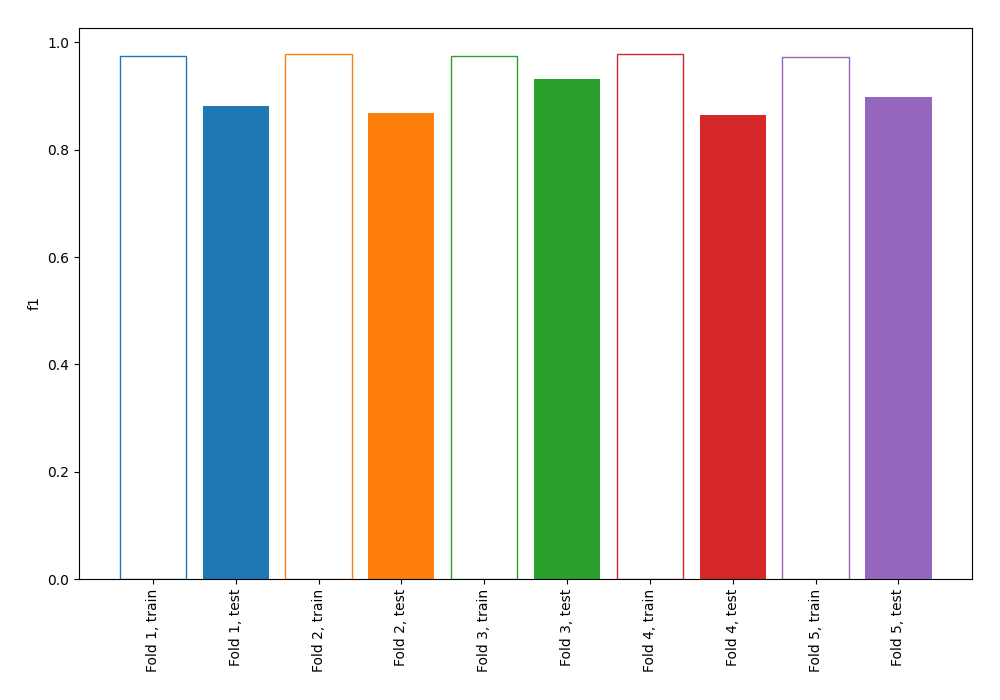 1.0
0.8
0.6
0.4
0.2
0.0
f1
Fold 1, train
Fold 1, test
Fold 2, train
Fold 2, test
Fold 3, train
Fold 3, test
Fold 4, train
Fold 4, test
Fold 5, train
Fold 5, test